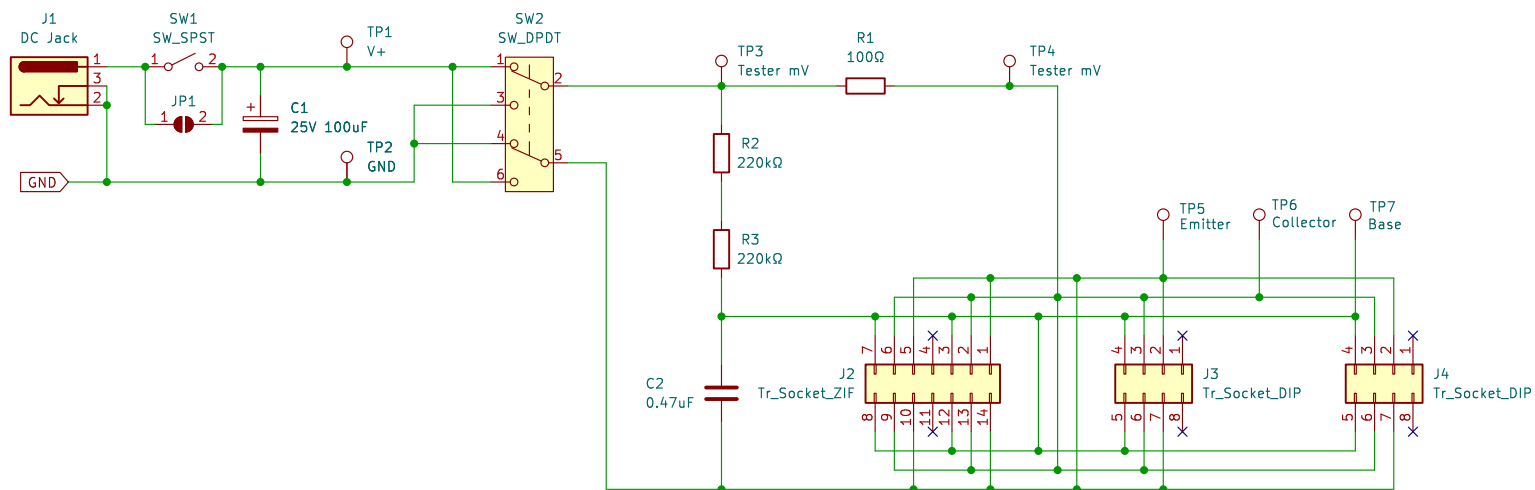 J1
DC Jack
1
3
2
SW1
SW_SPST
1
2
JP1
1
2
GND
+
C1
25V 100uF
TP1
V+
TP2
GND
SW2
SW_DPDT
1
2
3
4
5
6
TP3
Tester mV
R1
100Ω
TP4
Tester mV
R2
220kΩ
R3
220kΩ
TP5
Emitter
TP6
Collector
TP7
Base
C2
0.47uF
7
6
5
4
3
2
1
J2
Tr_Socket_ZIF
8
9
10
11
12
13
14
4
3
2
1
J3
Tr_Socket_DIP
5
6
7
8
4
3
2
1
J4
Tr_Socket_DIP
5
6
7
8